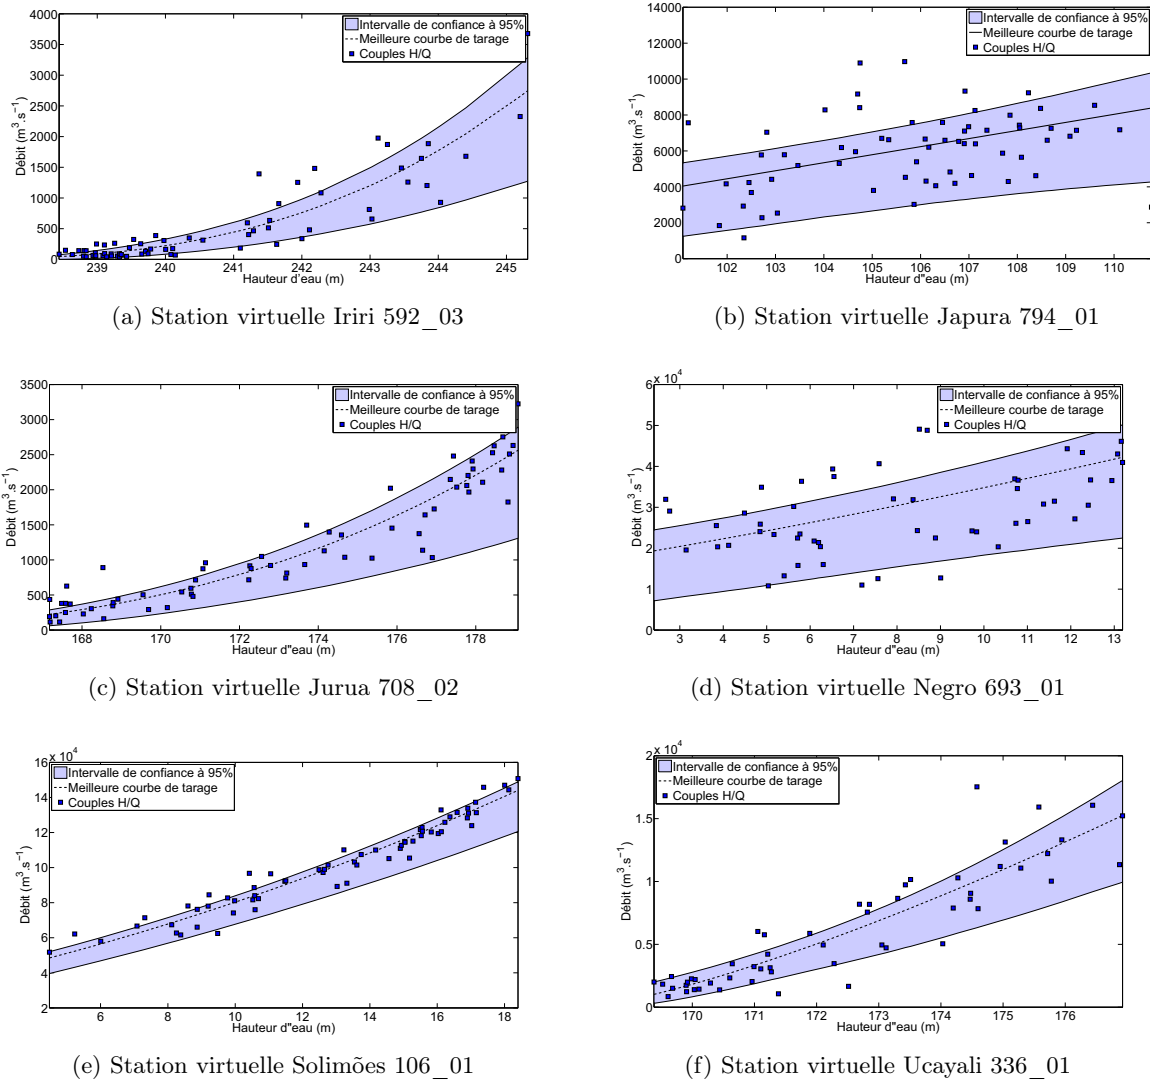 4000
3500
3000
2500
2000
1500
1000
500
0
Débit (m³.s⁻¹)
Intervalle de confiance à 95%
Meilleure courbe de tarage
Couples H/Q
239 240 241 242 243 244 245
Hauteur d'eau (m)
(a) Station virtuelle Iriri 592_03
14000
12000
10000
8000
6000
4000
2000
0
Débit (m³.s⁻¹)
Intervalle de confiance à 95%
Meilleure courbe de tarage
Couples H/Q
102 103 104 105 106 107 108 109 110
Hauteur d"eau (m)
(b) Station virtuelle Japura 794_01
3500
3000
2500
2000
1500
1000
500
0
Débit (m³.s⁻¹)
Intervalle de confiance à 95%
Meilleure courbe de tarage
Couples H/Q
168 170 172 174 176 178
Hauteur d"eau (m)
(c) Station virtuelle Jurua 708_02
x 10⁴
6
5
4
3
2
1
0
Débit (m³.s⁻¹)
Intervalle de confiance à 95%
Meilleure courbe de tarage
Couples H/Q
3 4 5 6 7 8 9 10 11 12 13
Hauteur d"eau (m)
(d) Station virtuelle Negro 693_01
x 10⁴
16
14
12
10
8
6
4
2
Débit (m³.s⁻¹)
Intervalle de confiance à 95%
Meilleure courbe de tarage
Couples H/Q
6 8 10 12 14 16 18
Hauteur d"eau (m)
(e) Station virtuelle Solimões 106_01
x 10⁴
2
1.5
1
0.5
0
Débit (m³.s⁻¹)
Intervalle de confiance à 95%
Meilleure courbe de tarage
Couples H/Q
170 171 172 173 174 175 176
Hauteur d"eau (m)
(f) Station virtuelle Ucayali 336_01